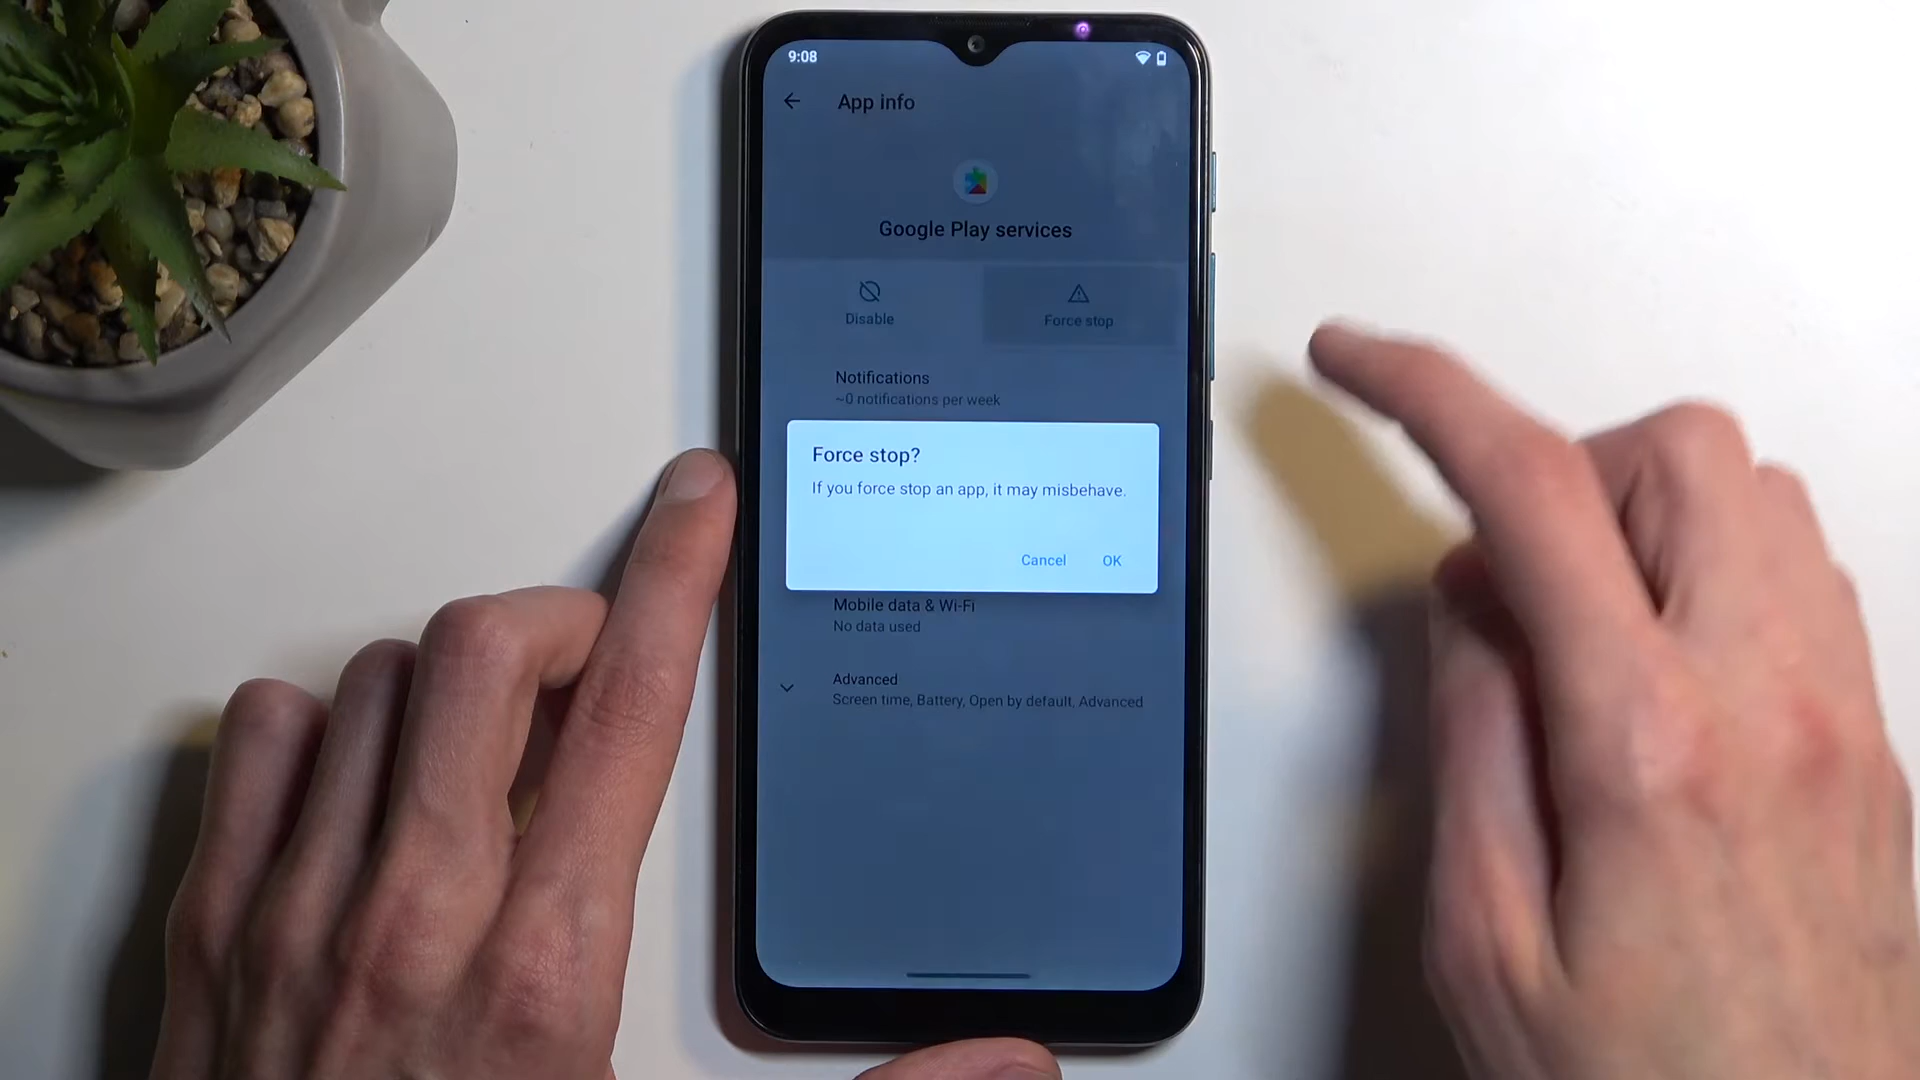 9:08
App info
Google Play services
Disable
Force stop
Notifications
~0 notifications per week
Force stop?
If you force stop an app, it may misbehave.
Cancel
OK
Mobile data & Wi-Fi
No data used
Advanced
Screen time, Battery, Open by default, Advanced